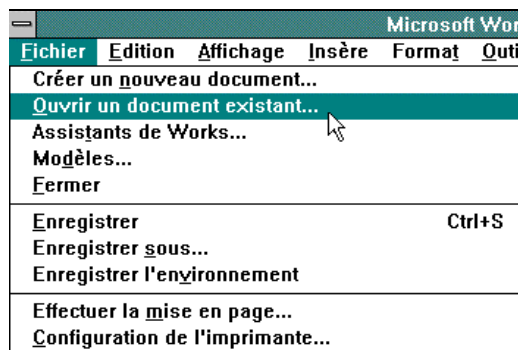 Microsoft Wor
Fichier Edition Affichage Insère Format Outi
Créer un nouveau document...
Ouvrir un document existant...
Assistants de Works...
Modèles...
Fermer
Enregistrer Ctrl+S
Enregistrer sous...
Enregistrer l'environnement
Effectuer la mise en page...
Configuration de l'imprimante...